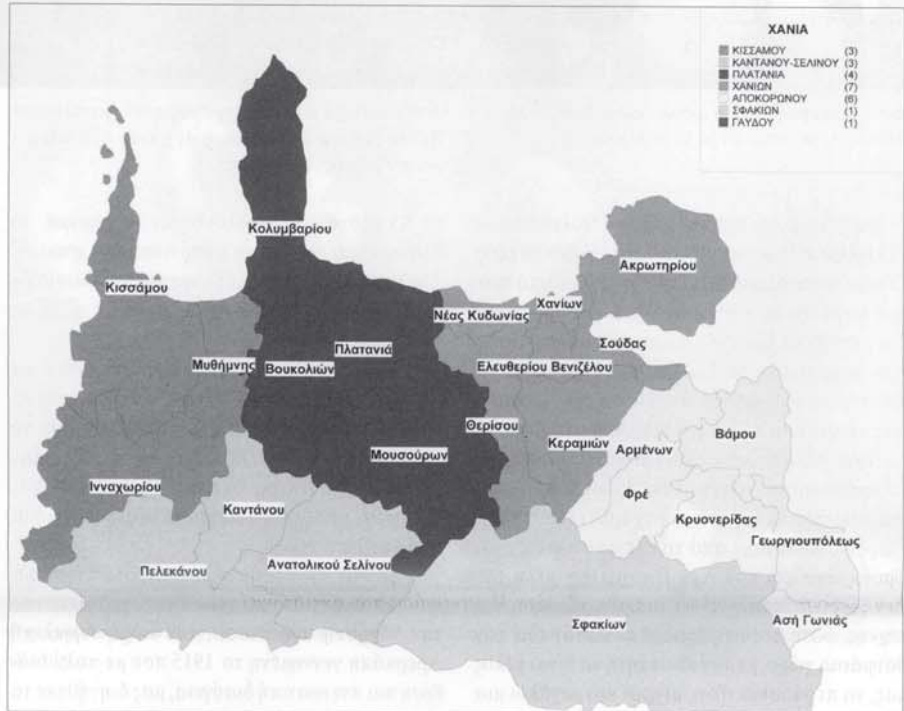 ΧΑΝΙΑ
ΚΙΣΣΑΜΟΥ (3)
ΚΑΝΤΑΝΟΥ-ΣΕΛΙΝΟΥ (3)
ΠΛΑΤΑΝΙΑ (4)
ΧΑΝΙΩΝ (7)
ΑΠΟΚΟΡΩΝΟΥ (6)
ΣΦΑΚΙΩΝ (1)
ΓΑΥΔΟΥ (1)
Κολυμβαρίου
Ακρωτηρίου
Κισσάμου
Χανίων
Νέας Κυδωνίας
Σούδας
Πλατανιά
Μυθήμνης
Βουκολιών
Ελευθερίου Βενιζέλου
Θερίσου
Βάμου
Κεραμιών
Αρμένων
Μουσούρων
Ινναχωρίου
Φρέ
Καντάνου
Κρυονερίδας
Γεωργιουπόλεως
Πελεκάνου
Ανατολικού Σελίνου
Σφακίων
Ασή Γωνιάς